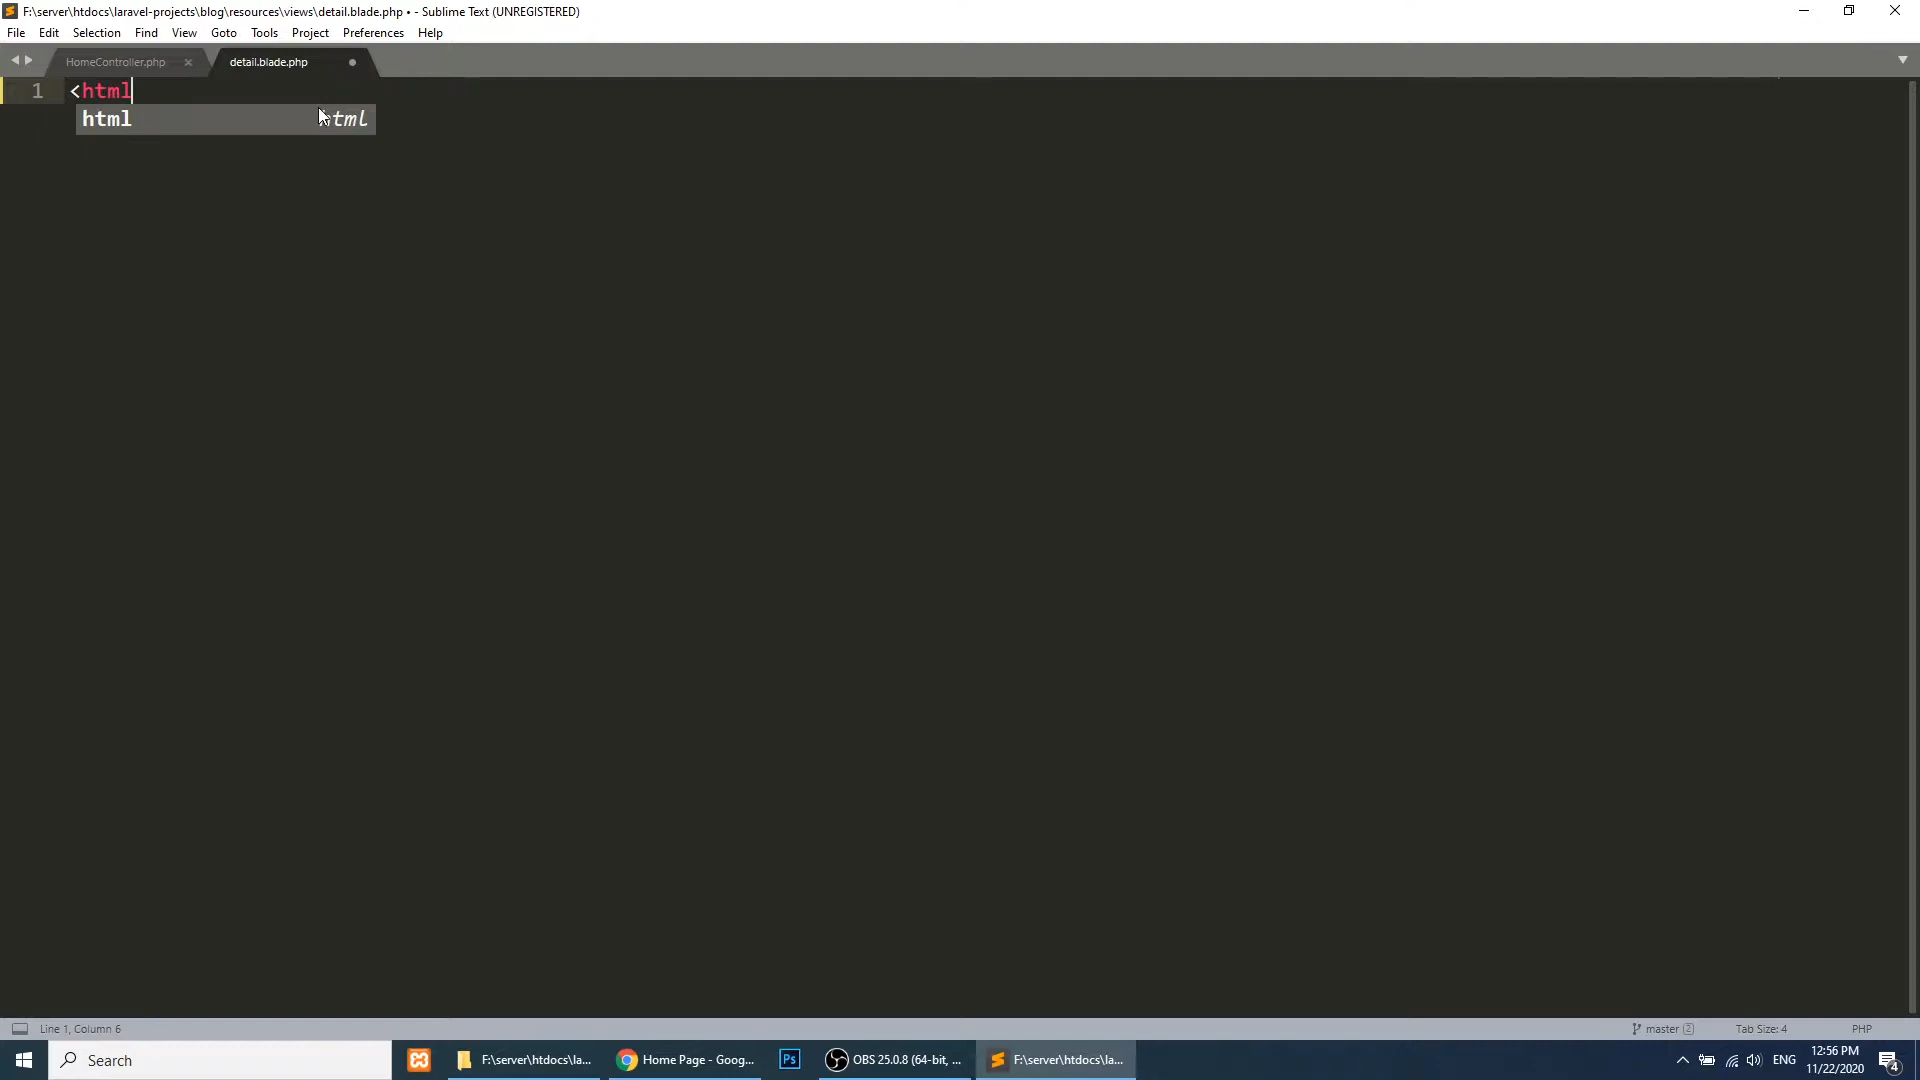 F:\server\htdocs\laravel-projects\blog\resources\views\detail.blade.php • - Sublime Text (UNREGISTERED)
File Edit Selection Find View Goto Tools Project Preferences Help
HomeController.php detail.blade.php
1 <html
html html
Line 1, Column 6 master 2 Tab Size: 4 PHP
Search F:\server\htdocs\la... Home Page - Goog... Ps OBS 25.0.8 (64-bit, ... F:\server\htdocs\la... ENG 12:56 PM
11/22/2020 4